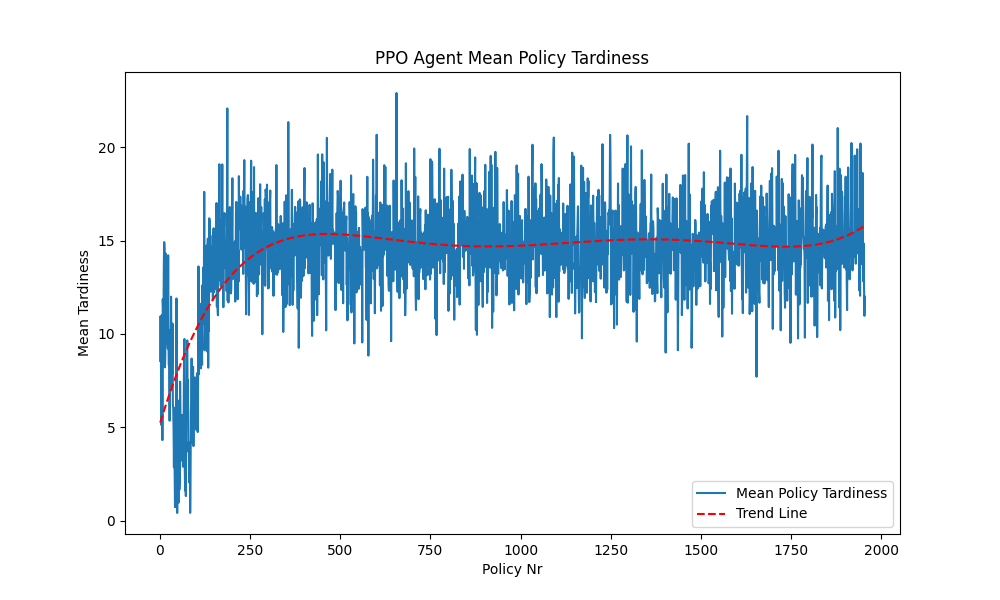 PPO Agent Mean Policy Tardiness
Mean Tardiness
20
15
10
5
0
0 250 500 750 1000 1250 1500 1750 2000
Policy Nr
Mean Policy Tardiness
Trend Line